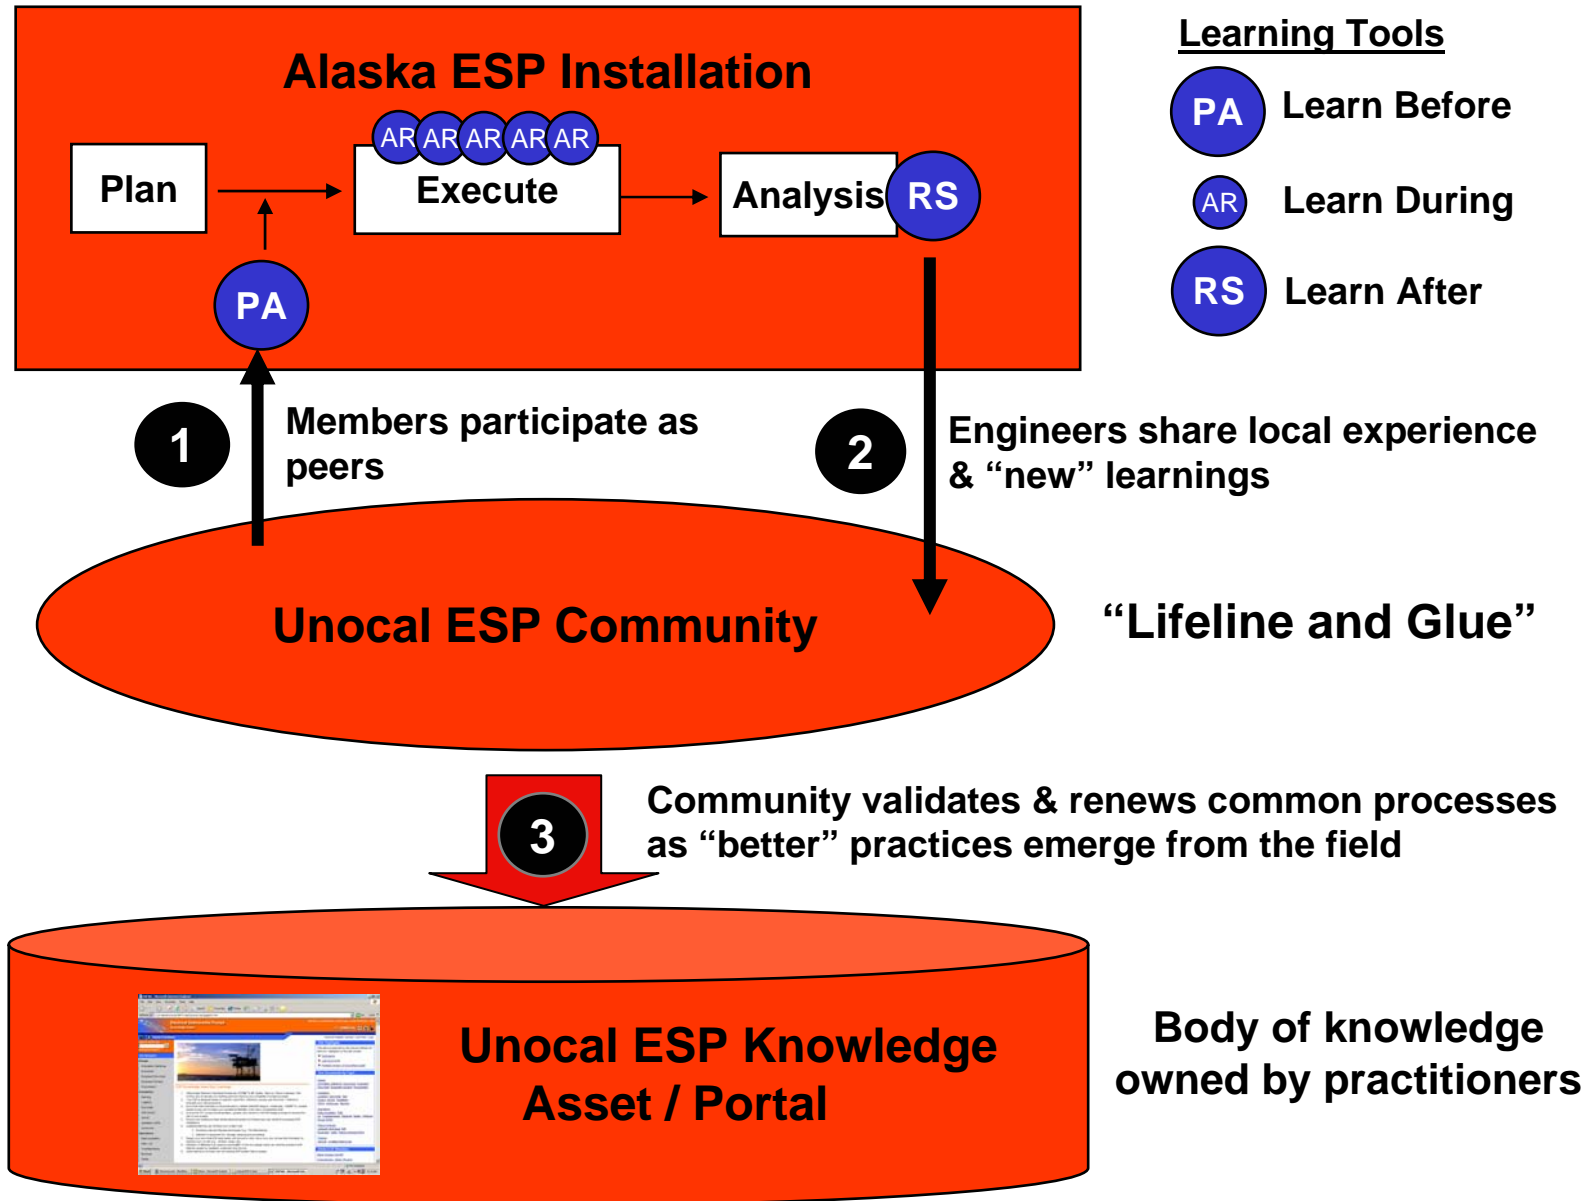 Learning Tools
Alaska ESP Installation
PA
Learn Before
AR AR AR AR AR
Plan
Execute
Analysis
RS
AR
Learn During
PA
RS
Learn After
1
Members participate as
peers
2
Engineers share local experience
& “new” learnings
Unocal ESP Community
“Lifeline and Glue”
3
Community validates & renews common processes
as “better” practices emerge from the field
Unocal ESP Knowledge
Asset / Portal
Body of knowledge
owned by practitioners